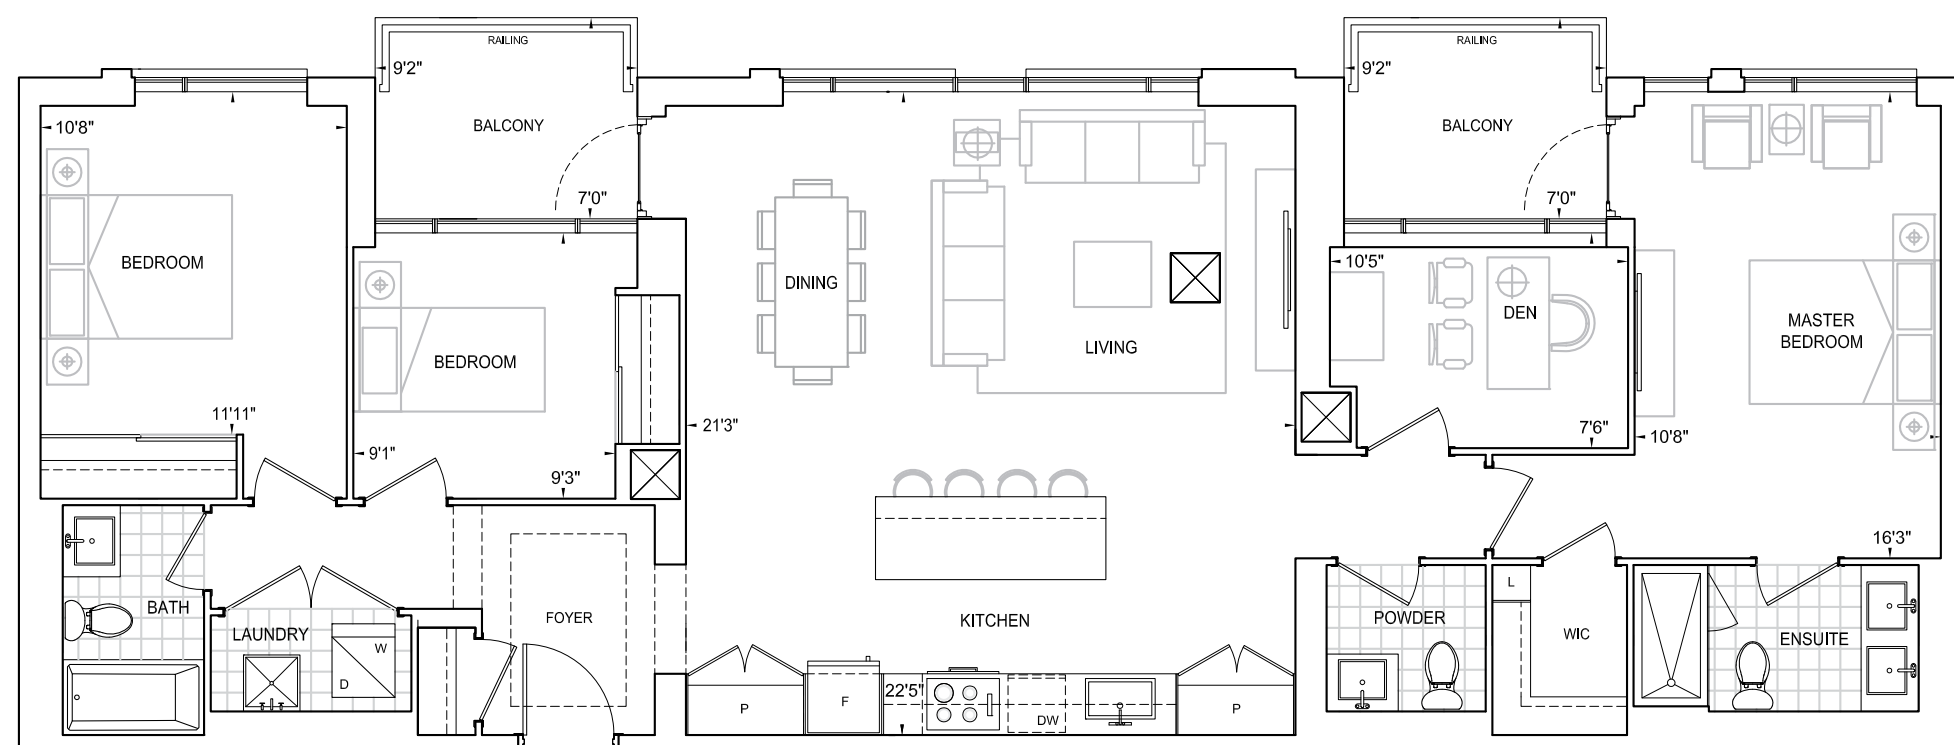 RAILING
RAILING
9'2"
9'2"
10'8"
BALCONY
BALCONY
7'0"
7'0"
BEDROOM
10'5"
DINING
DEN
MASTER
BEDROOM
LIVING
BEDROOM
11'11"
21'3"
7'6"
10'8"
9'1"
9'3"
16'3"
L
BATH
FOYER
KITCHEN
POWDER
LAUNDRY
WIC
ENSUITE
W
D
22'5"
P
F
DW
P